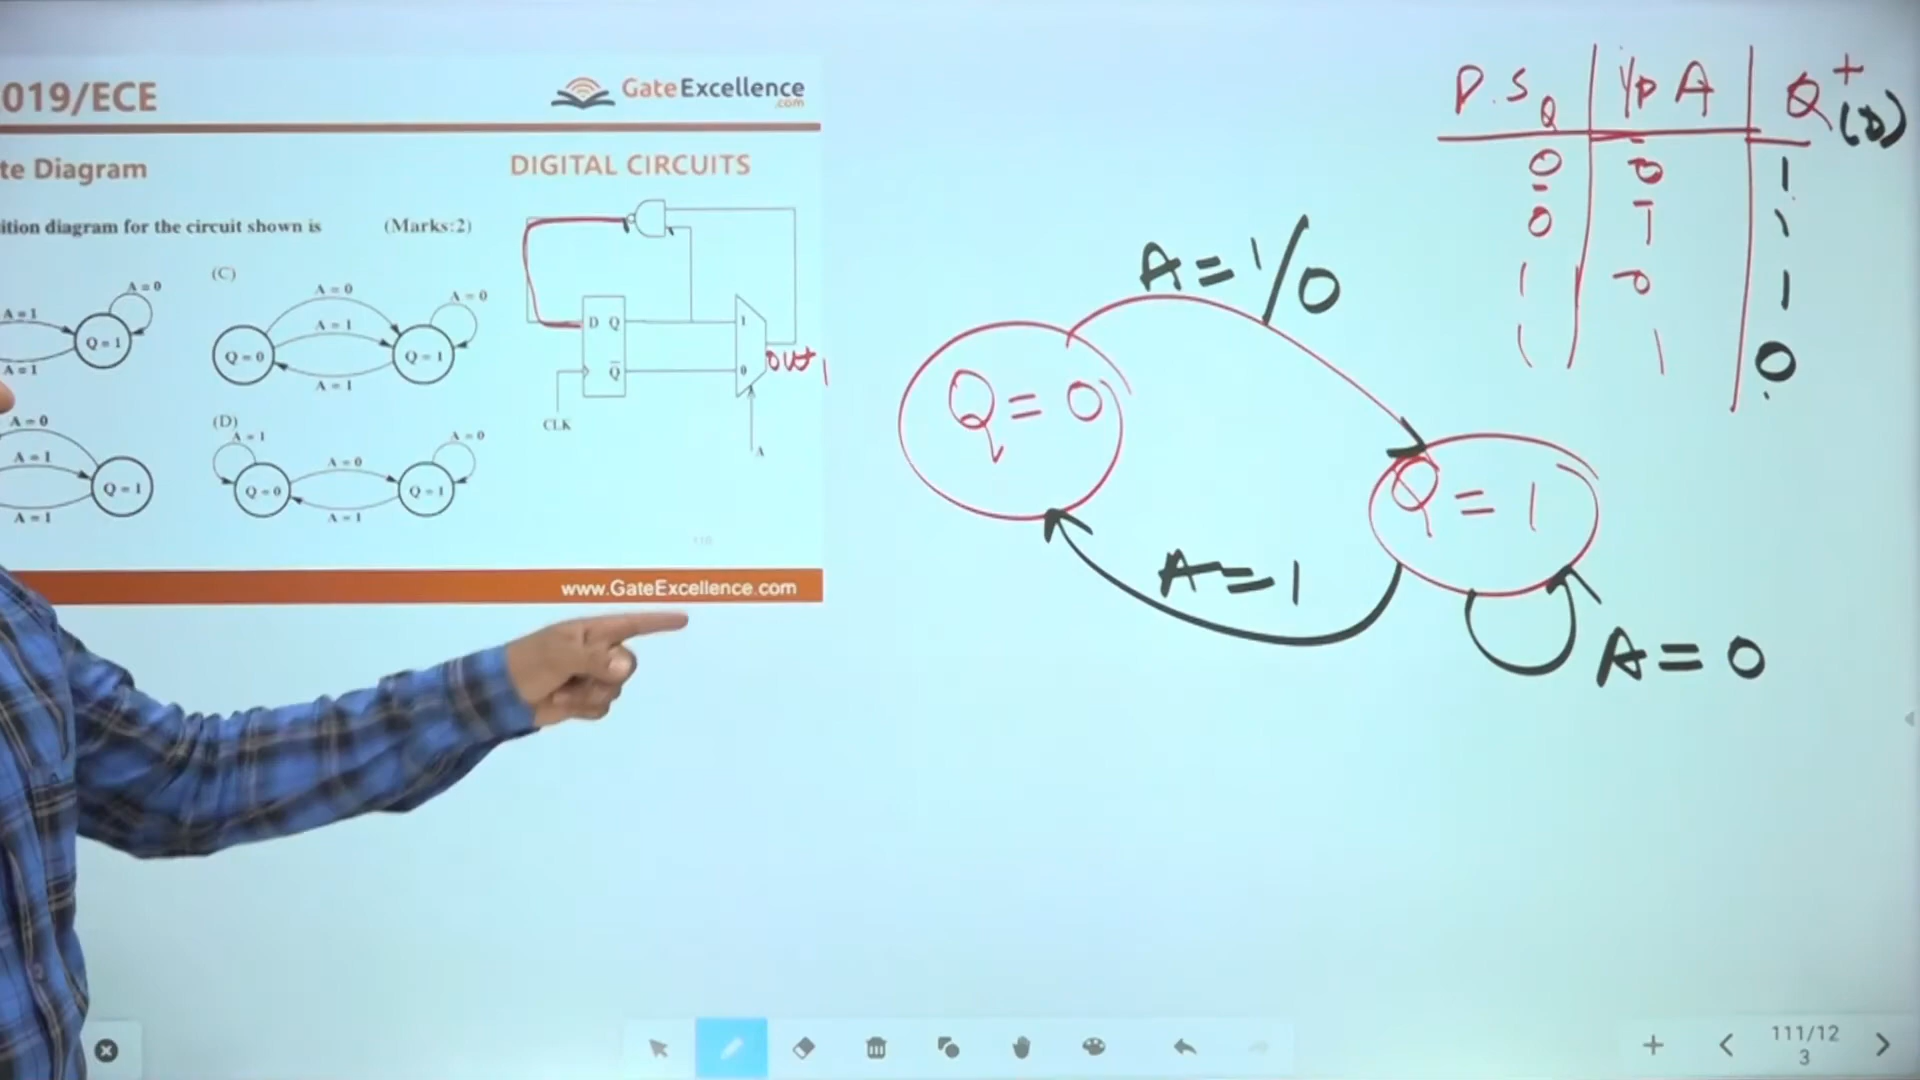 019/ECE
GateExcellence
.com
te Diagram
DIGITAL CIRCUITS
ition diagram for the circuit shown is (Marks:2)
A=0
A=1
Q=1
A=1
(C)
A=0
A=0
A=1
Q=0
Q=1
A=1
A=0
A=1
Q=1
A=1
(D)
A=1
A=0
A=0
Q=0
Q=1
A=1
D Q
Q̅
1
0
OUT 1
CLK
A
www.GateExcellence.com
P.S Q I/P A Q+ (D)
0 0 1
0 1 1
1 0 1
1 1 0
A=1/0
Q=0
Q=1
A=1
A=0
111/12
3